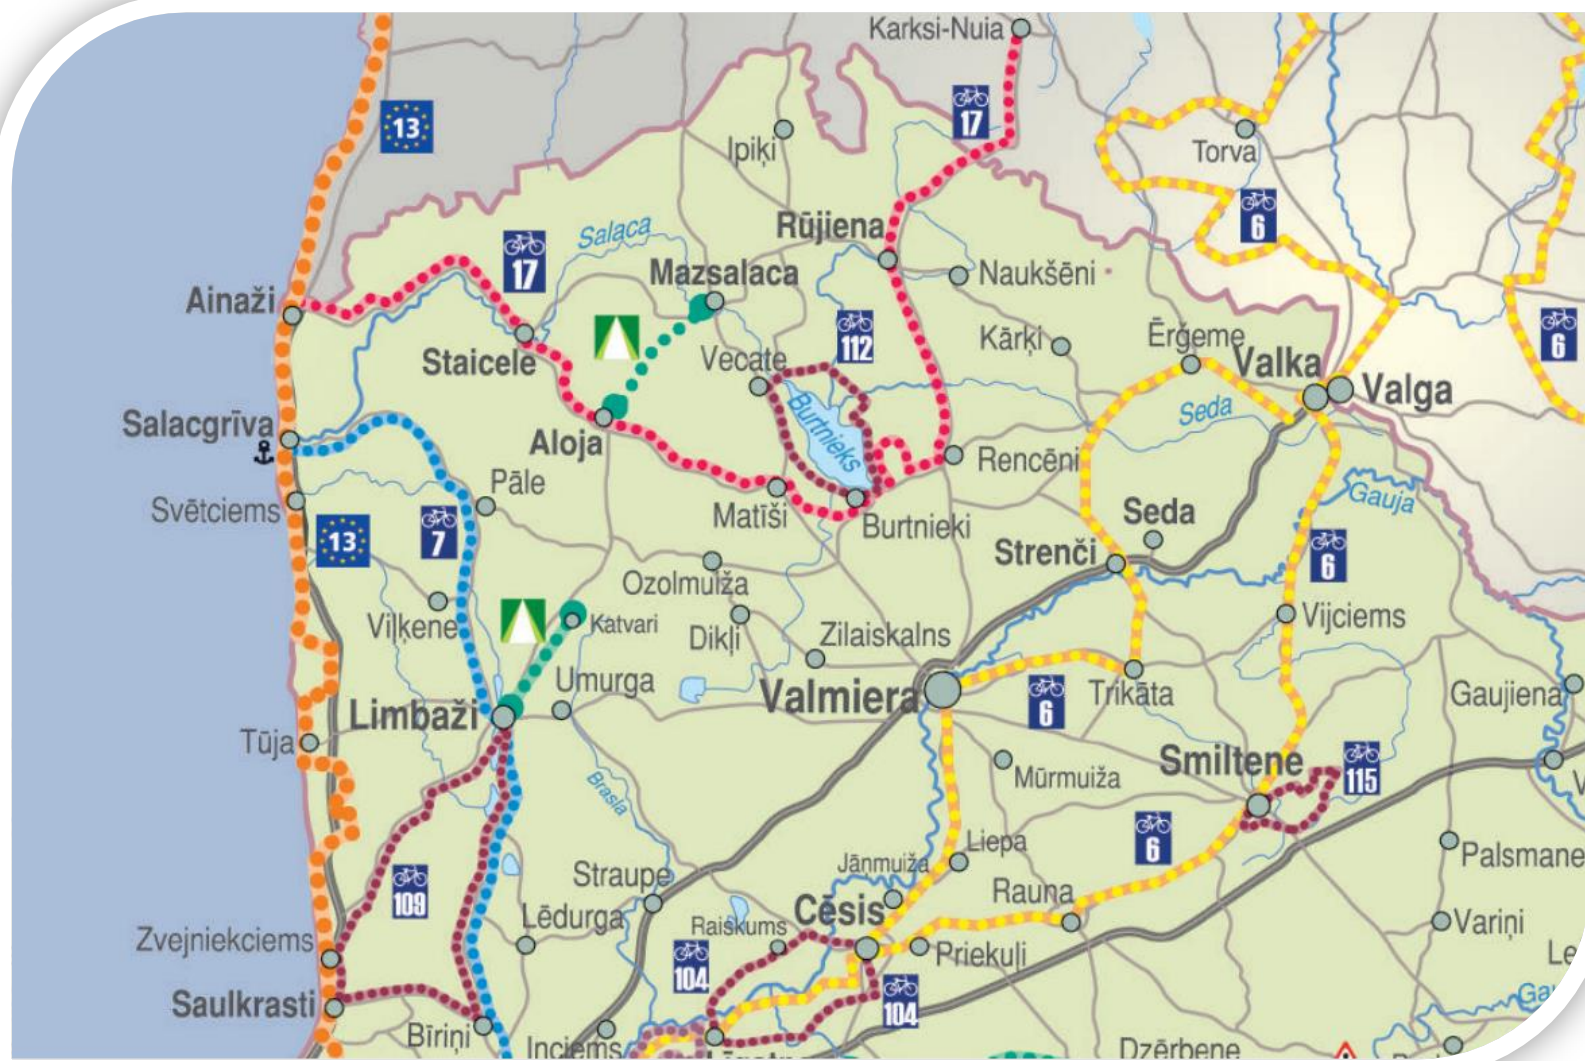 Karksi-Nuia
13
17
Ipiķi
Torva
6
Salaca
Rūjiena
17
Mazsalaca
Naukšēni
Ainaži
112
Kārķi
Ērģeme
6
Staicele
Vecate
Valka
Valga
Salacgrīva
Burtnieks
Seda
Aloja
Rencēni
Pāle
Gauja
Svētciems
13
7
Matīši
Burtnieki
Seda
Strenči
6
Ozolmuiža
Viļķene
Katvari
Dikļi
Zilaiskalns
Vijciems
Umurga
Valmiera
Trikāta
Gaujiena
Limbaži
6
Tūja
Smiltene
Mūrmuiža
115
Brasla
6
Liepa
Jāņmuiža
Palsmane
Straupe
Rauna
109
Lēdurga
Cēsis
Variņi
Zvejniekciems
Raiskums
Priekuļi
104
104
Saulkrasti
Bīriņi
Inciems
Dzērbene